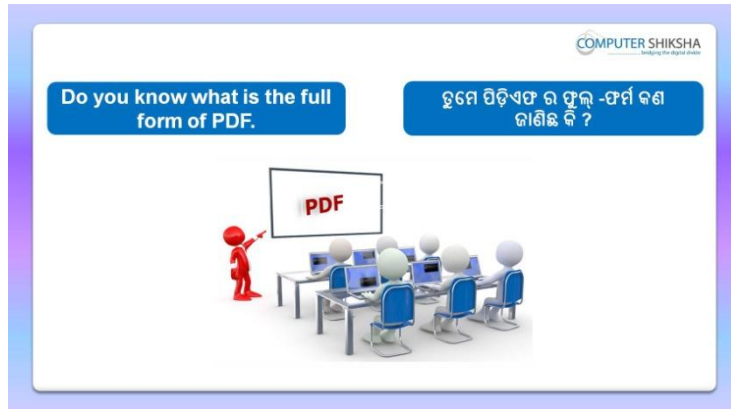 COMPUTER SHIKSHA
bridging the digital divide
Do you know what is the full
form of PDF.
ତୁମେ ପିଡ଼ିଏଫ ର ଫୁଲ୍ -ଫର୍ମ କଣ
ଜାଣିଛ କି ?
PDF